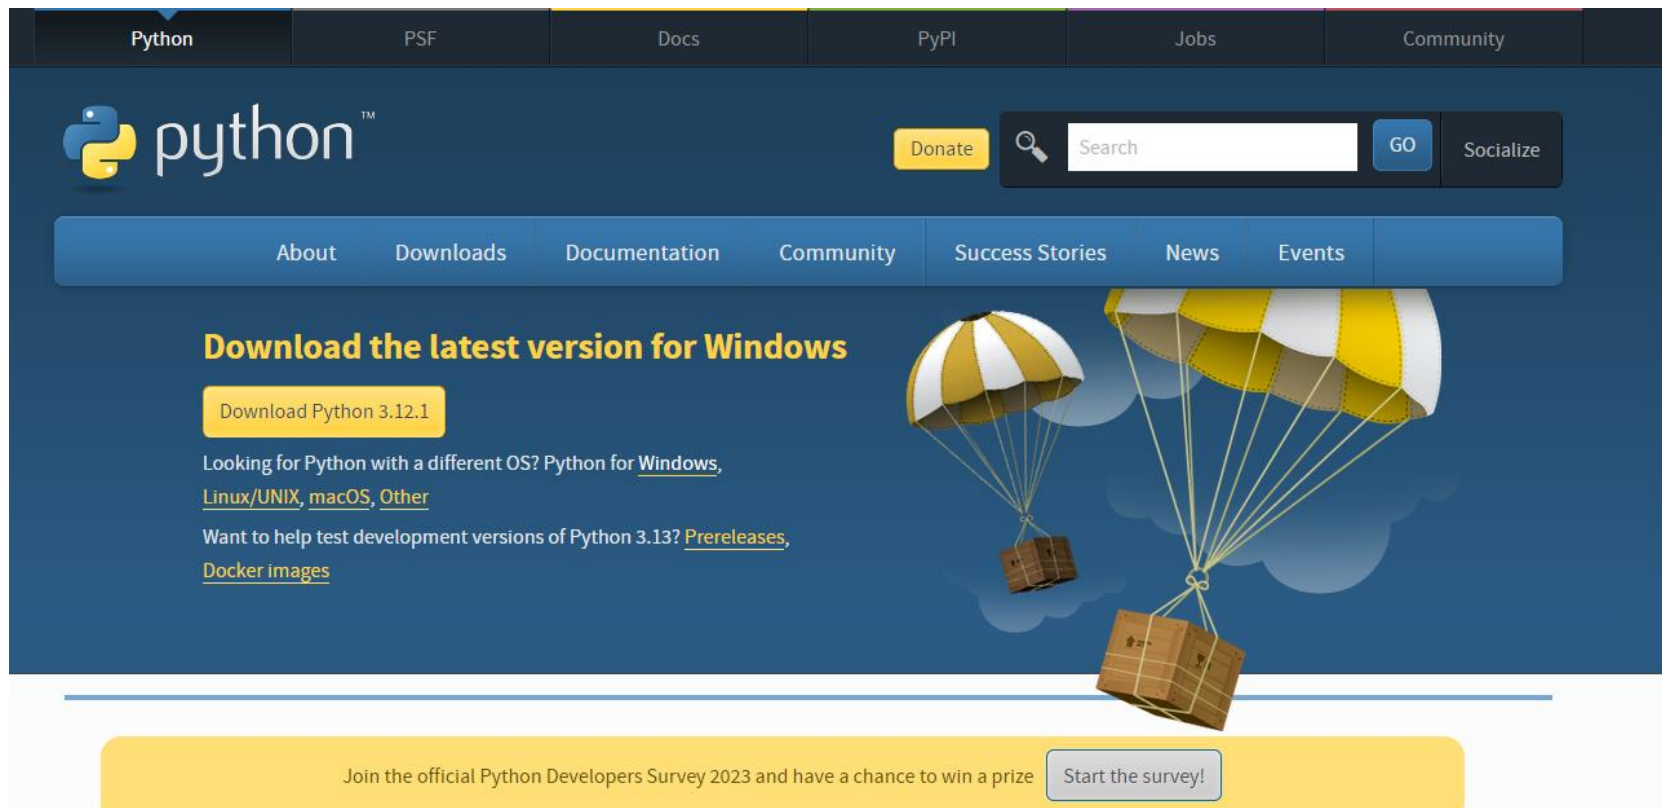 Python PSF Docs PyPI Jobs Community
python™
Donate Search GO Socialize
About Downloads Documentation Community Success Stories News Events
Download the latest version for Windows
Download Python 3.12.1
Looking for Python with a different OS? Python for Windows,
Linux/UNIX, macOS, Other
Want to help test development versions of Python 3.13? Prereleases,
Docker images
Join the official Python Developers Survey 2023 and have a chance to win a prize Start the survey!